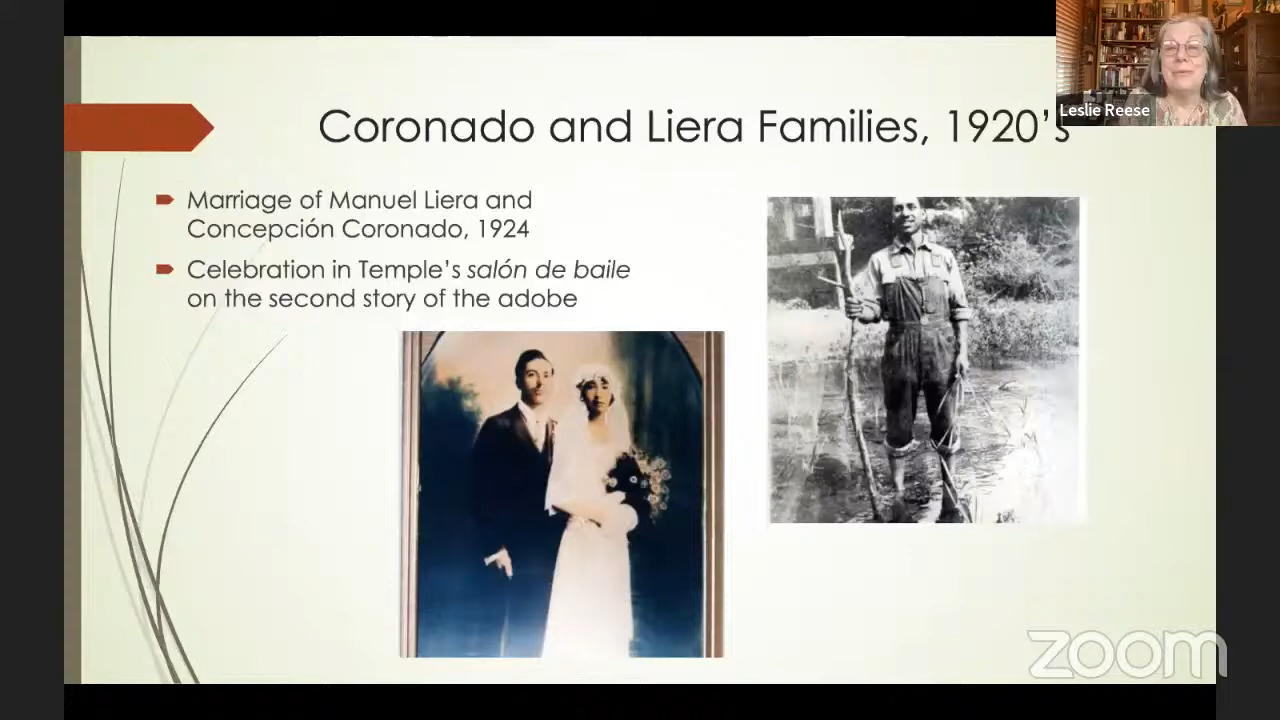 Leslie Reese
Coronado and Liera Families, 1920's
Marriage of Manuel Liera and
Concepción Coronado, 1924
Celebration in Temple's salón de baile
on the second story of the adobe
zoom